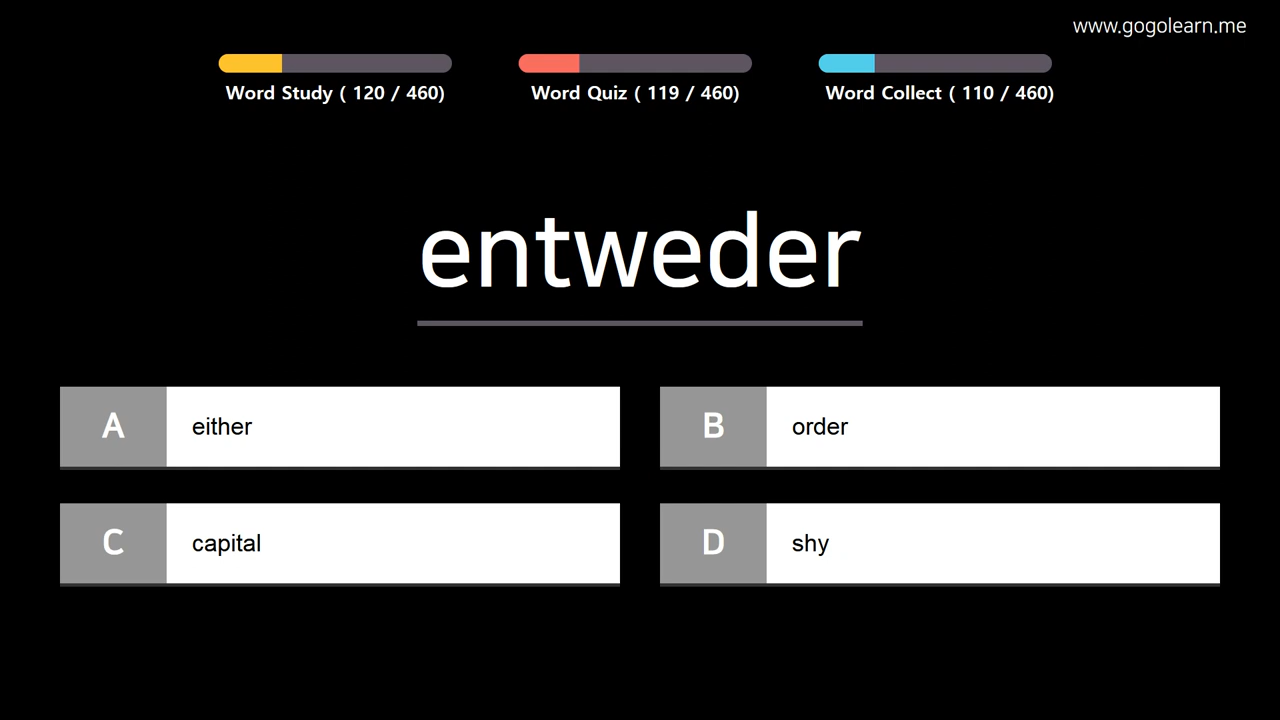 www.gogolearn.me
Word Study ( 120 / 460)
Word Quiz ( 119 / 460)
Word Collect ( 110 / 460)
entweder
A either
B order
C capital
D shy